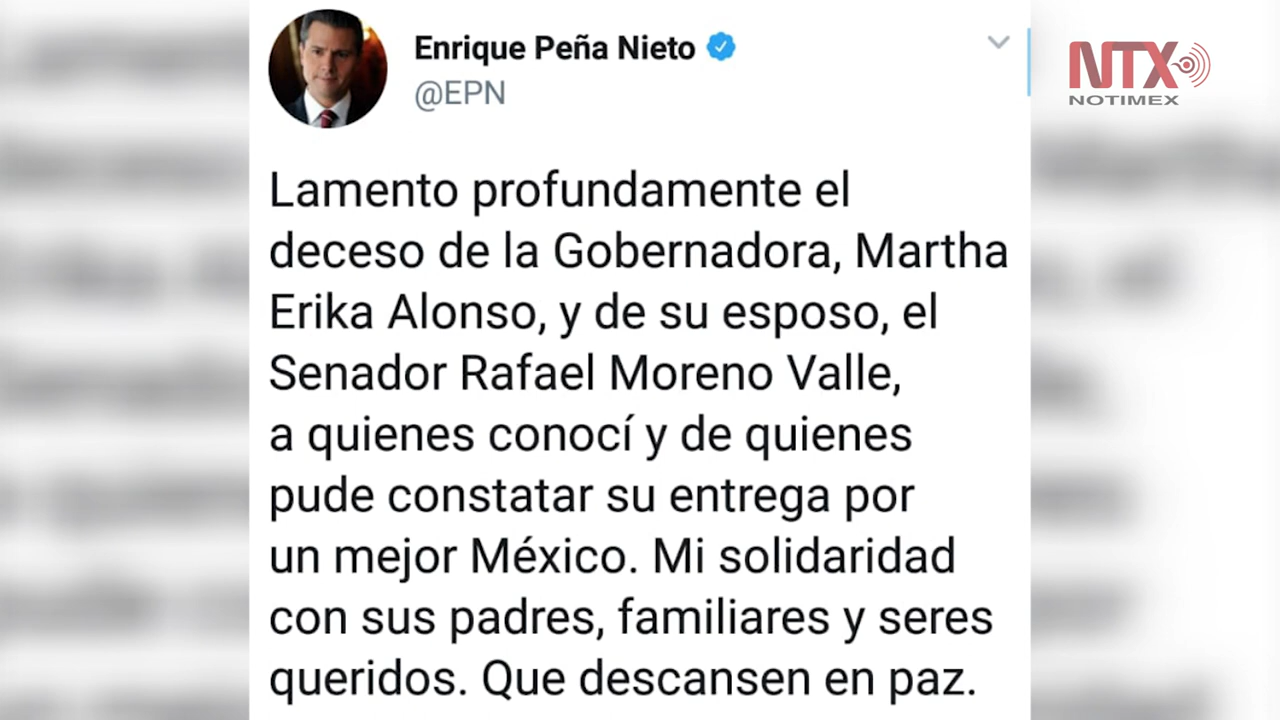 Enrique Peña Nieto
@EPN
NTX
NOTIMEX
Lamento profundamente el
deceso de la Gobernadora, Martha
Erika Alonso, y de su esposo, el
Senador Rafael Moreno Valle,
a quienes conocí y de quienes
pude constatar su entrega por
un mejor México. Mi solidaridad
con sus padres, familiares y seres
queridos. Que descansen en paz.